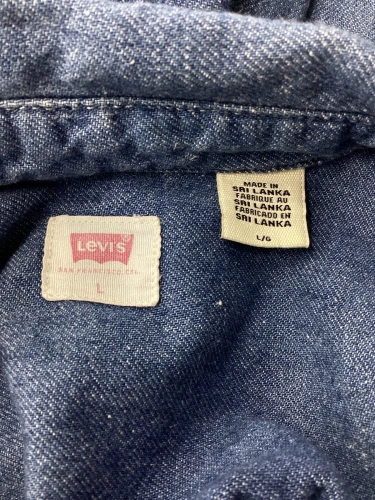 MADE IN
SRI LANKA
FABRIQUE AU
SRI LANKA
FABRICADO EN
SRI LANKA
L/G
Levi's
SAN FRANCISCO, CAL.
L